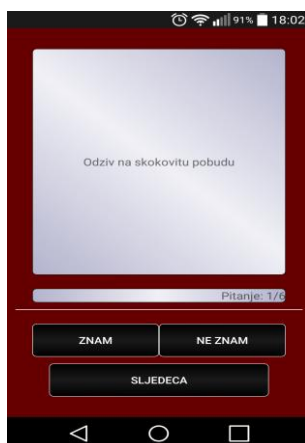 91% 18:02
Odziv na skokovitu pobudu
Pitanje: 1/6
ZNAM NE ZNAM
SLJEDECA